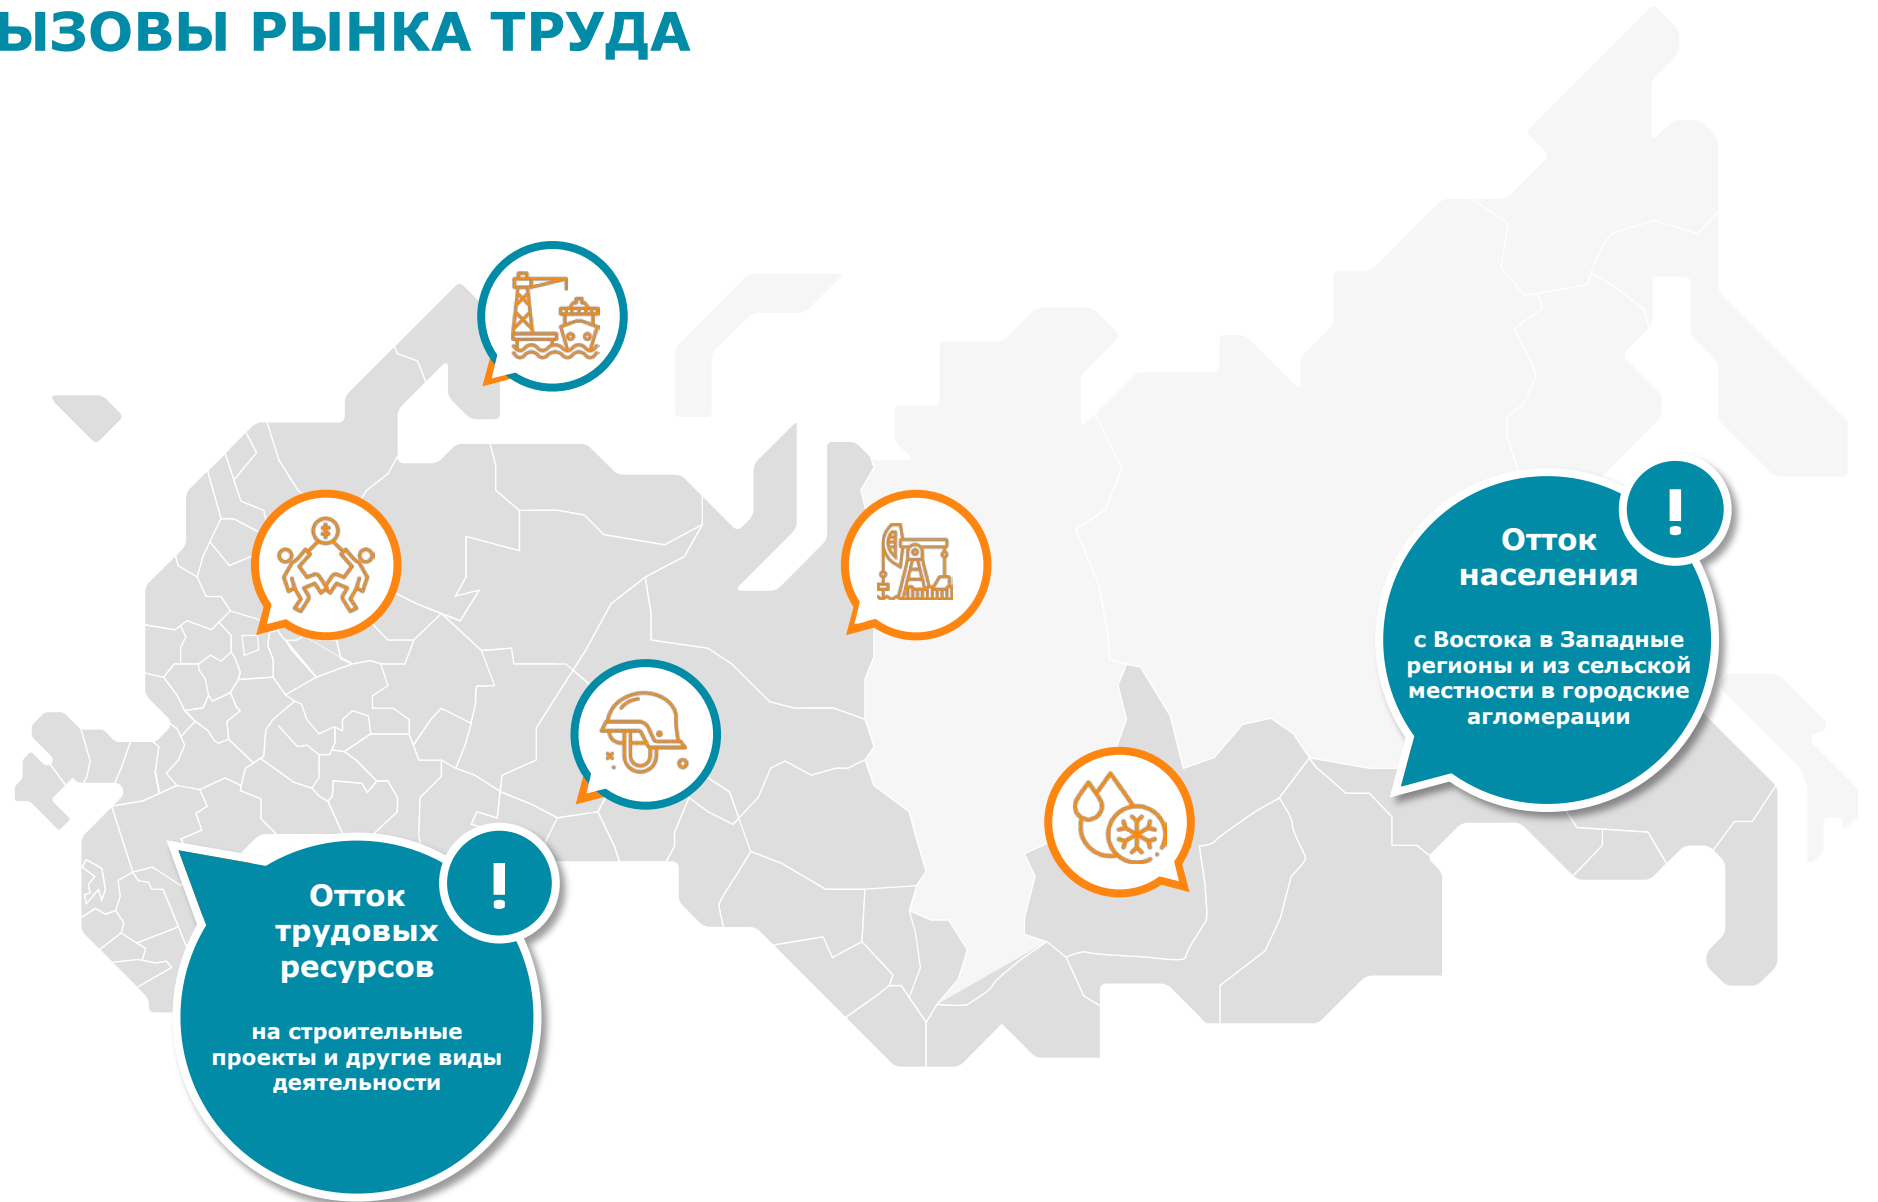 ЫЗОВЫ РЫНКА ТРУДА
!
Отток
населения
с Востока в Западные
регионы и из сельской
местности в городские
агломерации
!
Отток
трудовых
ресурсов
на строительные
проекты и другие виды
деятельности